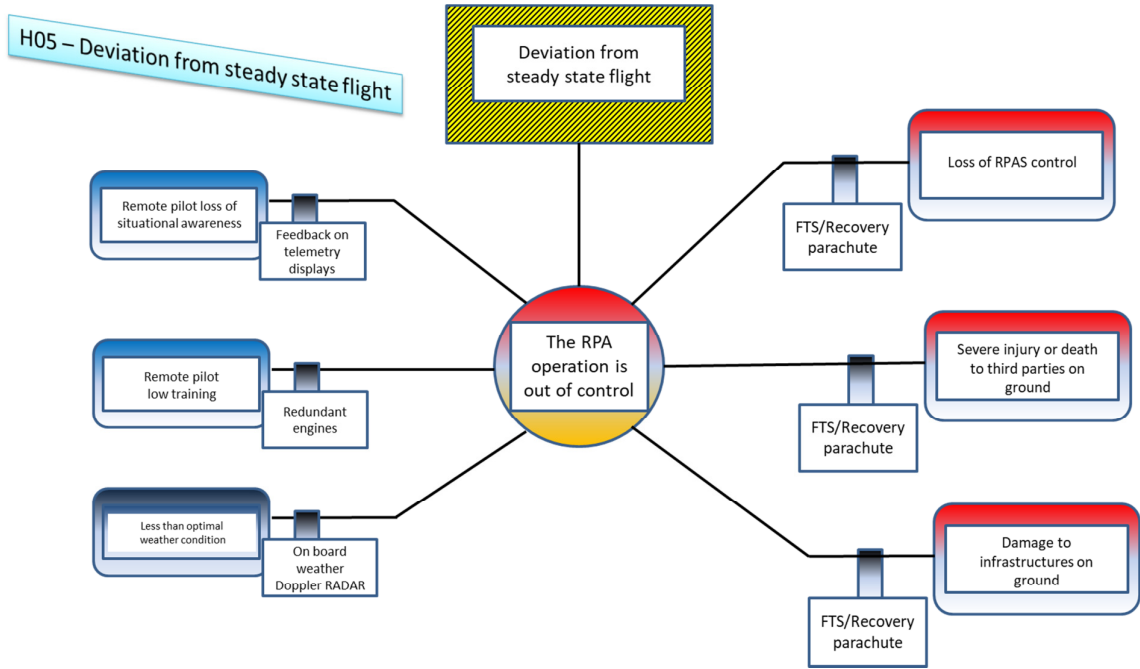 H05 – Deviation from steady state flight
Deviation from
steady state flight
Remote pilot loss of
situational awareness
Feedback on
telemetry
displays
Remote pilot
low training
Redundant
engines
Less than optimal
weather condition
On board
weather
Doppler RADAR
The RPA
operation is
out of control
Loss of RPAS control
FTS/Recovery
parachute
Severe injury or death
to third parties on
ground
FTS/Recovery
parachute
Damage to
infrastructures on
ground
FTS/Recovery
parachute